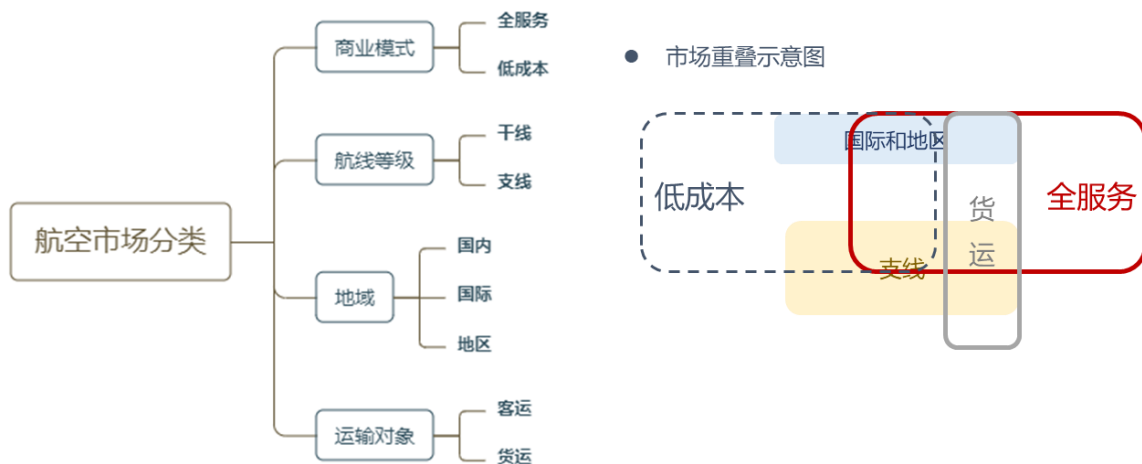 航空市场分类
商业模式
全服务
低成本
航线等级
干线
支线
地域
国内
国际
地区
运输对象
客运
货运
● 市场重叠示意图
国际和地区
低成本
全服务
货
运
支线